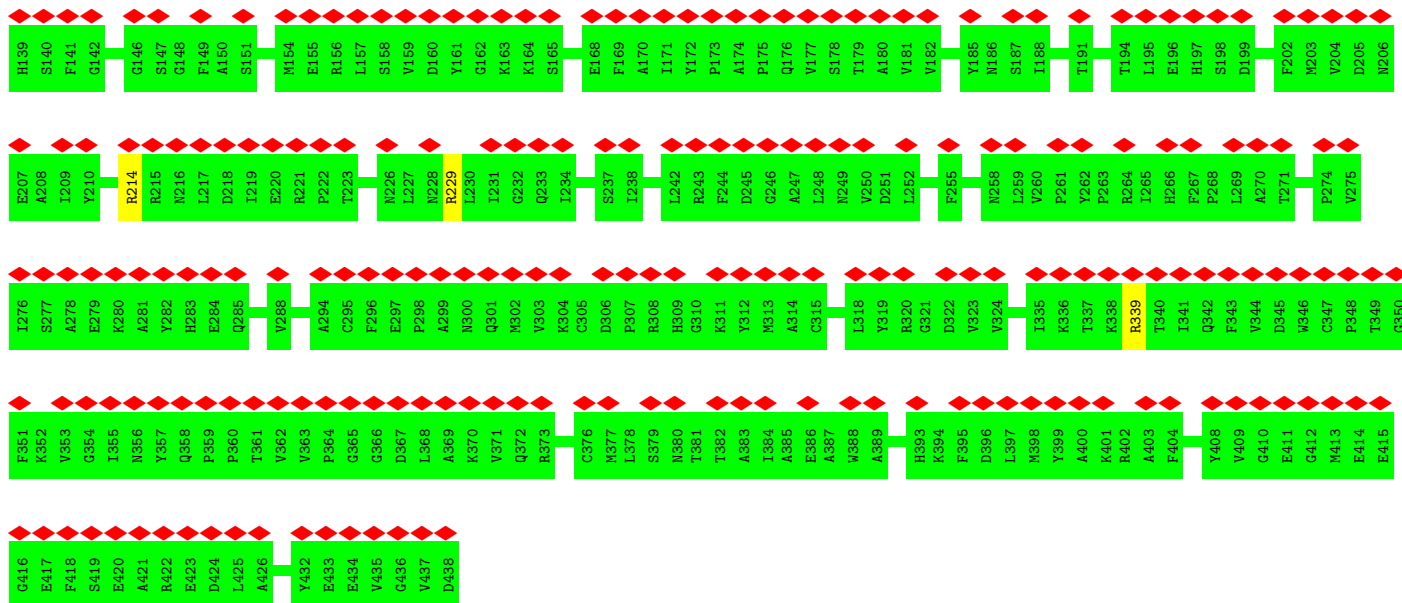 H139 S140 F141 G142 G146 S147 G148 F149 A150 S151 M154 E155 R156 L157 S158 V159 D160 Y161 G162 K163 K164 S165 E168 F169 A170 I171 Y172 P173 A174 P175 Q176 V177 S178 T179 A180 V181 V182 Y185 N186 S187 I188 T191 T194 L195 E196 H197 S198 D199 F202 M203 V204 D205 N206
E207 A208 I209 Y210 R214 R215 N216 L217 D218 I219 E220 R221 P222 T223 N226 L227 N228 R229 L230 I231 G232 Q233 I234 S237 I238 L242 R243 F244 D245 G246 A247 L248 N249 V250 D251 L252 F255 N258 L259 V260 P261 Y262 P263 R264 I265 H266 F267 P268 L269 A270 T271 P274 V275
I276 S277 A278 E279 K280 A281 Y282 H283 E284 Q285 V288 A294 C295 F296 E297 P298 A299 N300 Q301 M302 V303 K304 C305 D306 P307 R308 H309 G310 K311 Y312 M313 A314 C315 L318 Y319 R320 G321 D322 V323 V324 I335 K336 T337 K338 R339 T340 I341 Q342 F343 V344 D345 W346 C347 P348 T349 G350
F351 K352 V353 G354 I355 N356 Y357 Q358 P359 P360 T361 V362 V363 P364 G365 G366 D367 L368 A369 K370 V371 Q372 R373 C376 M377 L378 S379 N380 T381 T382 A383 I384 A385 E386 A387 W388 A389 H393 K394 F395 D396 L397 M398 Y399 A400 K401 R402 A403 F404 Y408 V409 G410 E411 G412 M413 E414 E415
G416 E417 F418 S419 E420 A421 R422 E423 D424 L425 A426 Y432 E433 E434 V435 G436 V437 D438